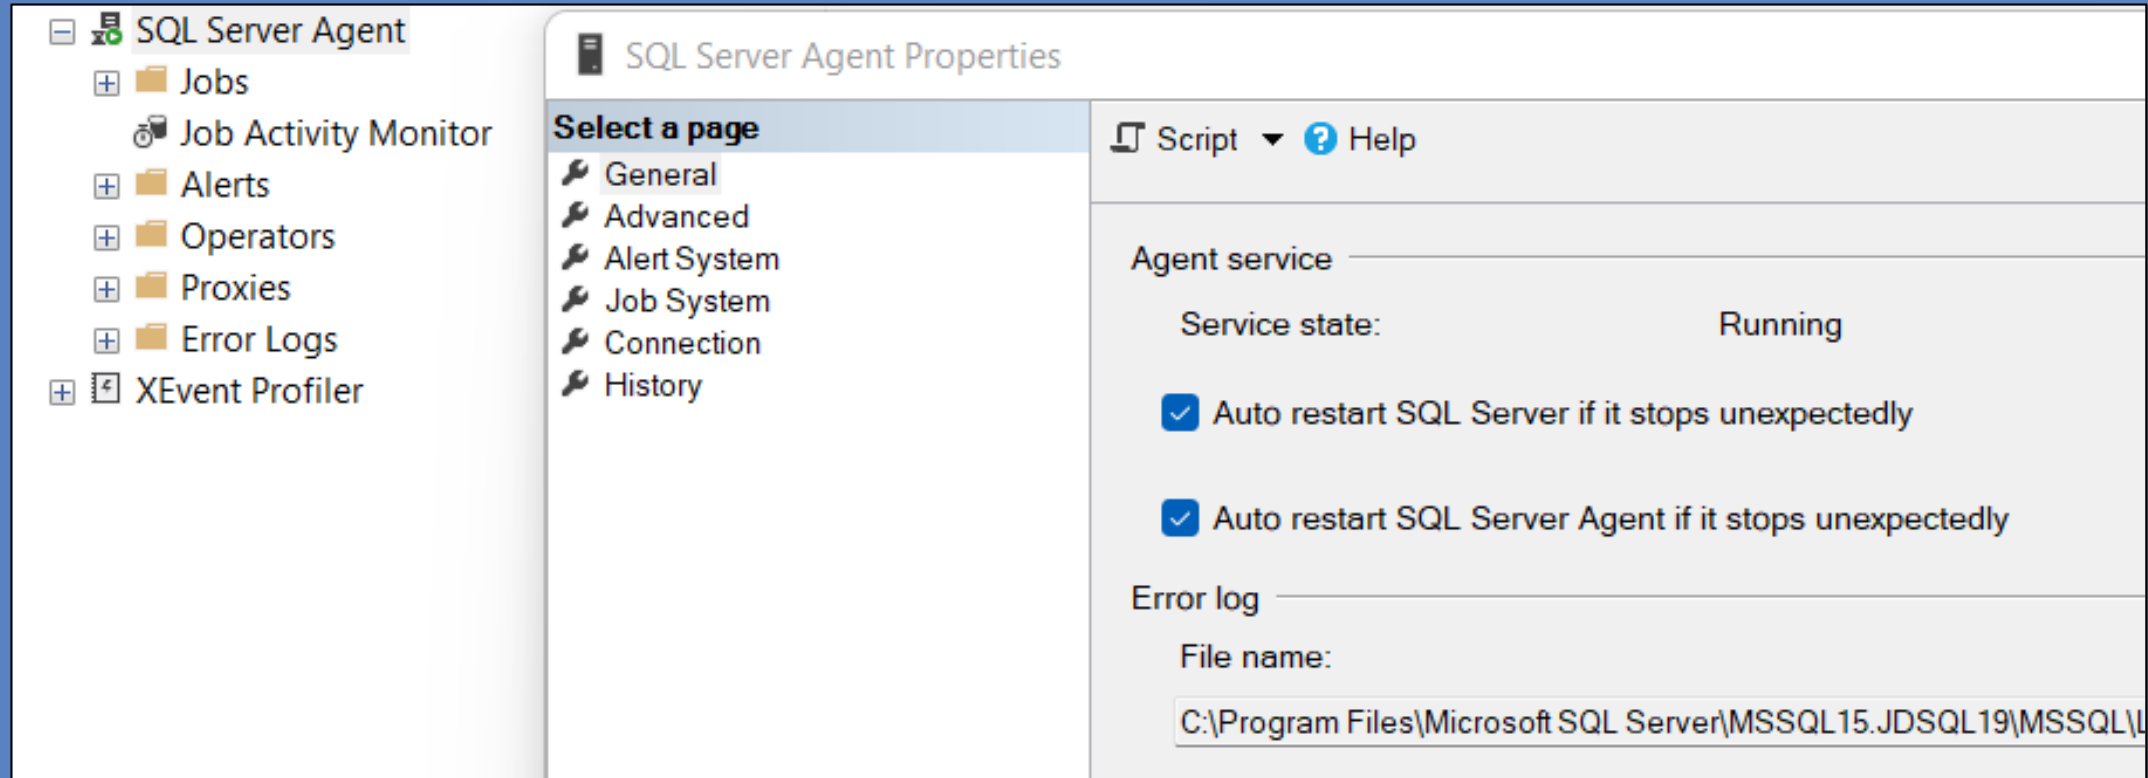 SQL Server Agent
Jobs
Job Activity Monitor
Alerts
Operators
Proxies
Error Logs
XEvent Profiler
SQL Server Agent Properties
Select a page
General
Advanced
Alert System
Job System
Connection
History
Script
Help
Agent service
Service state: Running
Auto restart SQL Server if it stops unexpectedly
Auto restart SQL Server Agent if it stops unexpectedly
Error log
File name:
C:\Program Files\Microsoft SQL Server\MSSQL15.JDSQL19\MSSQL\L